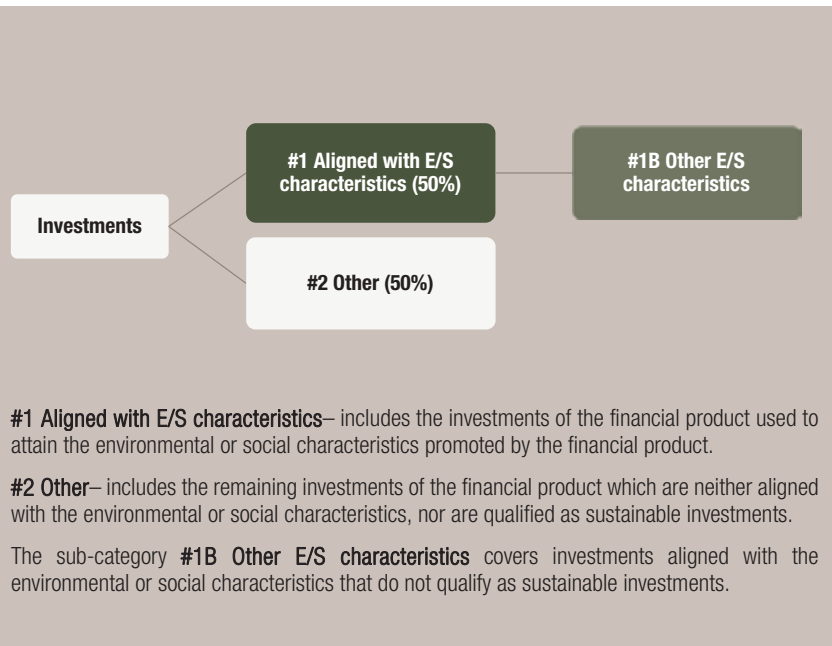 #1 Aligned with E/S
characteristics (50%)
#1B Other E/S
characteristics
Investments
#2 Other (50%)
#1 Aligned with E/S characteristics– includes the investments of the financial product used to
attain the environmental or social characteristics promoted by the financial product.
#2 Other– includes the remaining investments of the financial product which are neither aligned
with the environmental or social characteristics, nor are qualified as sustainable investments.
The sub-category #1B Other E/S characteristics covers investments aligned with the
environmental or social characteristics that do not qualify as sustainable investments.